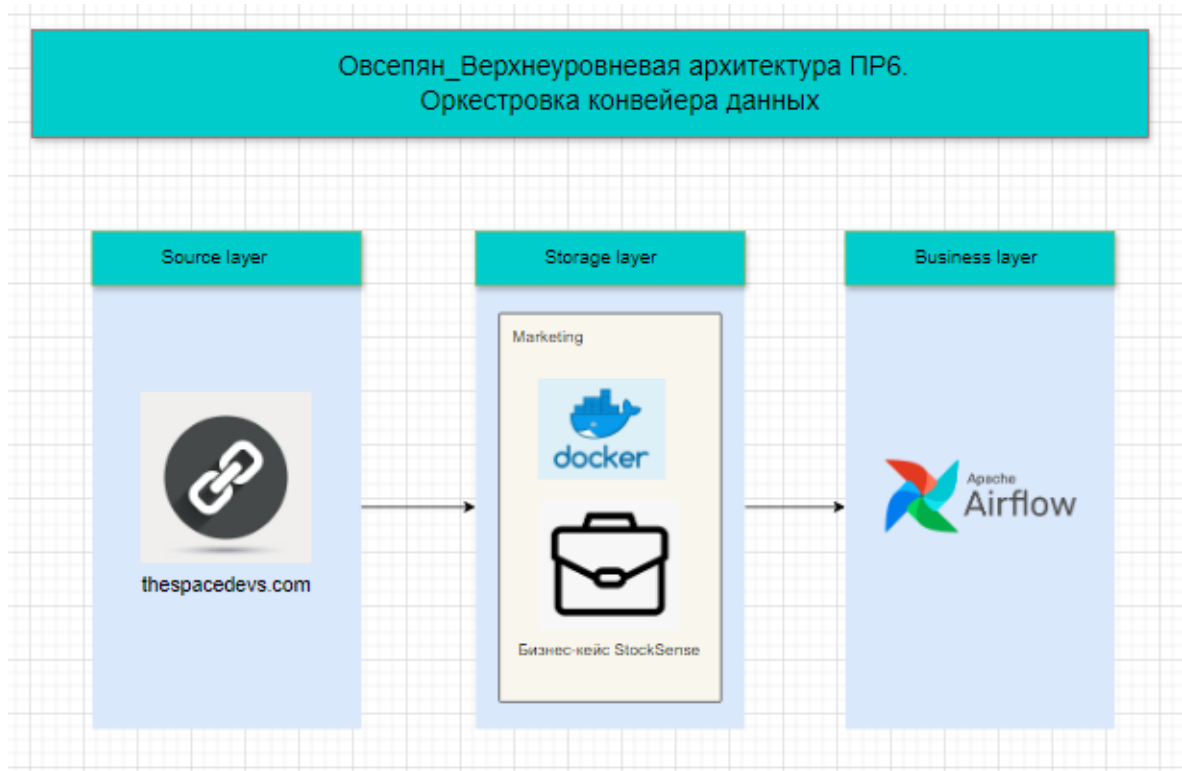 Овсепян_Верхнеуровневая архитектура ПР6.
Оркестровка конвейера данных
Source layer
Storage layer
Business layer
thespacedevs.com
Marketing
docker
Бизнес-кейс StockSense
Apache
Airflow